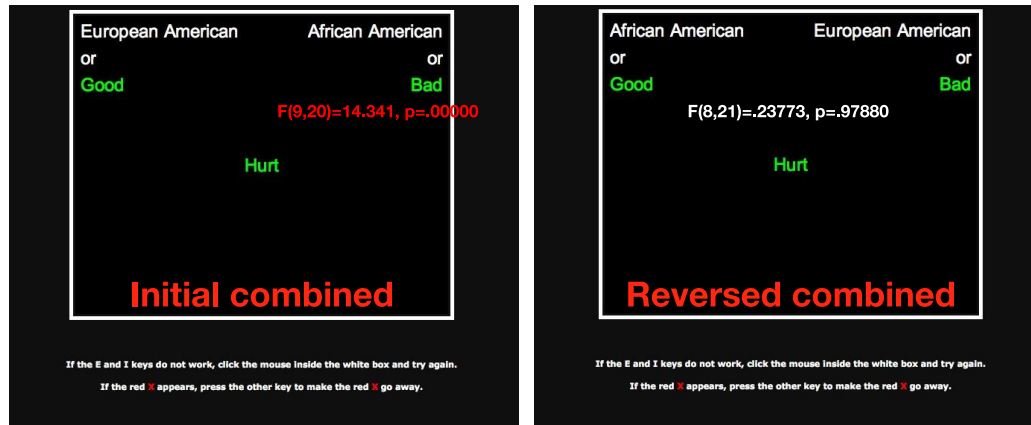 European American African American
or or
Good Bad
F(9,20)=14.341, p=.00000
Hurt
Initial combined
If the E and I keys do not work, click the mouse inside the white box and try again.
If the red X appears, press the other key to make the red X go away.
African American European American
or or
Good Bad
F(8,21)=.23773, p=.97880
Hurt
Reversed combined
If the E and I keys do not work, click the mouse inside the white box and try again.
If the red X appears, press the other key to make the red X go away.